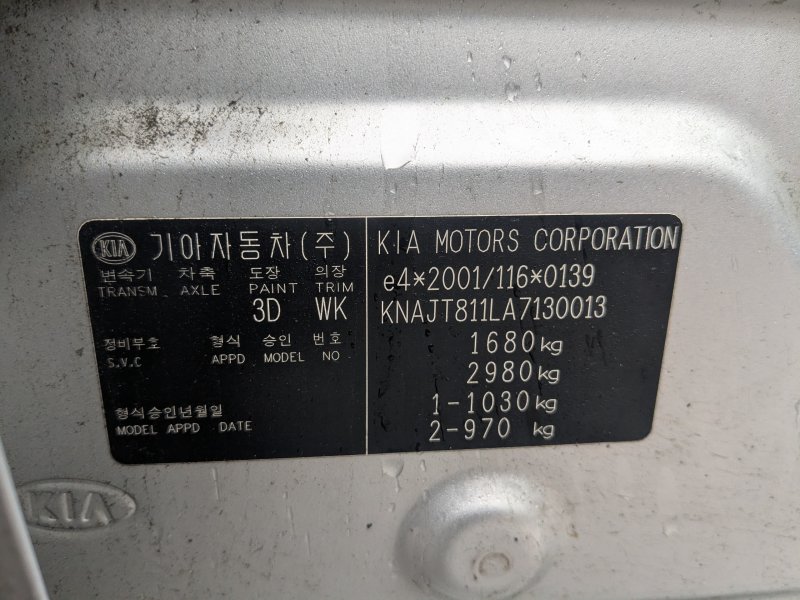 KIA 기아자동차(주)
변속기 차축 도장 의장
TRANSM AXLE PAINT TRIM
3D WK
정비부호 형식 승인 번호
S.V.C APPD MODEL NO
형식승인년월일
MODEL APPD DATE
KIA MOTORS CORPORATION
e4*2001/116*0139
KNAJT811LA7130013
1680kg
2980kg
1-1030kg
2-970 kg
KIA